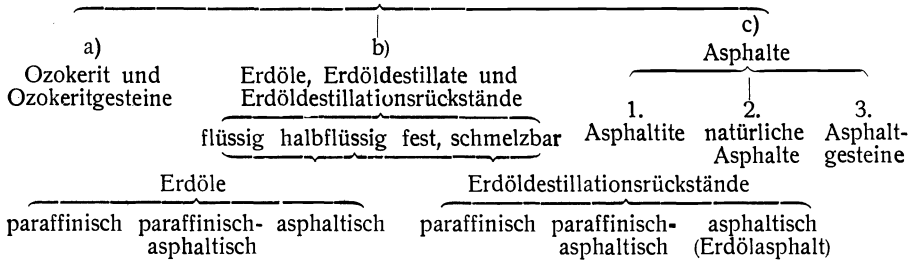 a) b) c)
Asphalte
Ozokerit und
Ozokeritgesteine
Erdöle, Erdöldestillate und
Erdöldestillationsrückstände
flüssig halbflüssig fest, schmelzbar
1. 2. 3.
Asphaltite natürliche Asphalt-
Asphalte gesteine
Erdöle Erdöldestillationsrückstände
paraffinisch paraffinisch- asphaltisch paraffinisch paraffinisch- asphaltisch
asphaltisch asphaltisch (Erdölasphalt)